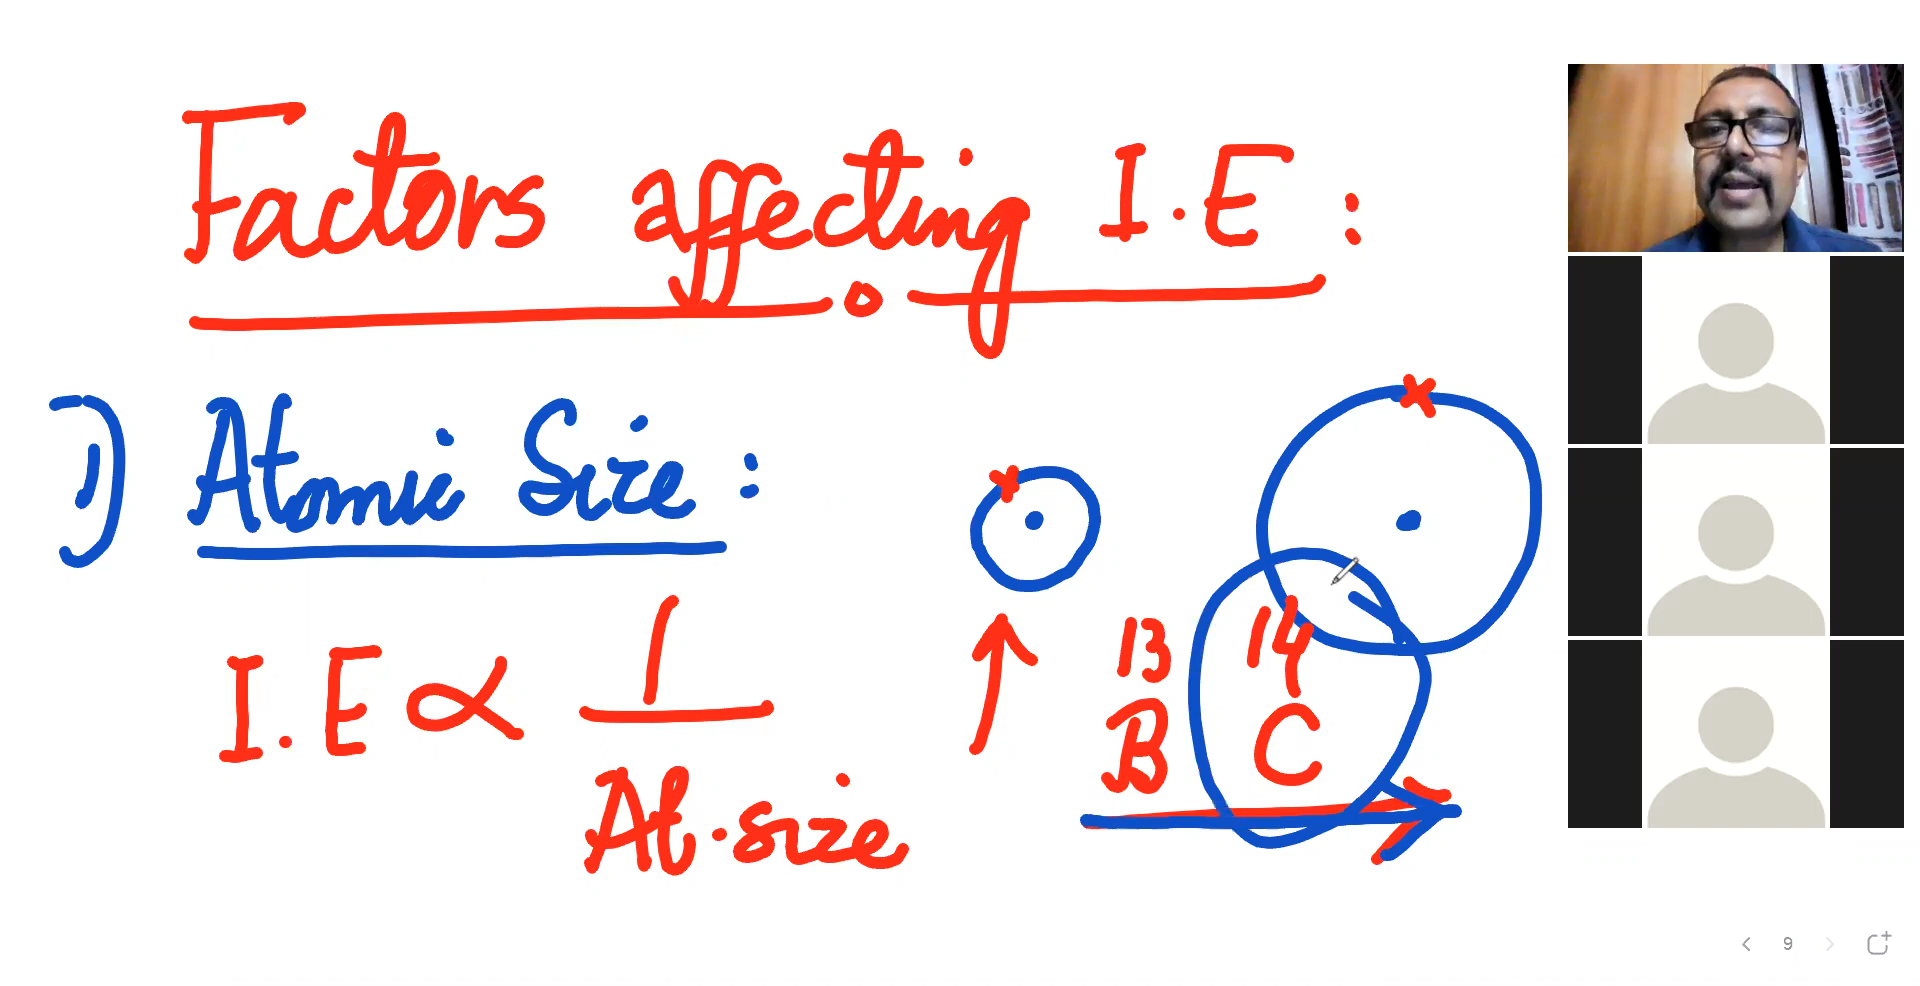 Factors affecting I.E :
1) Atomic Size :
I.E ∝ 1
At.size
13 14
B C
9